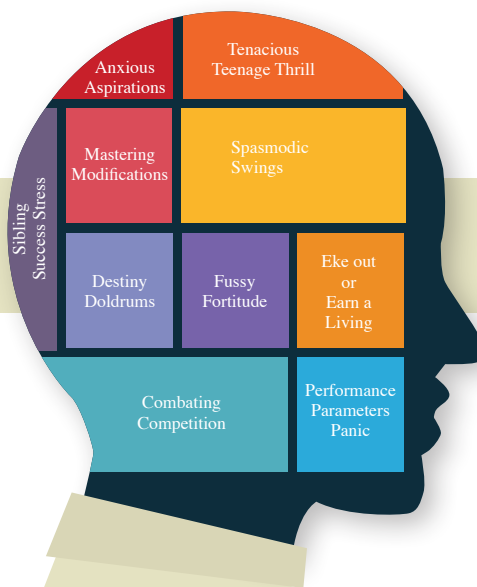 Anxious
Aspirations
Tenacious
Teenage Thrill
Sibling
Success Stress
Mastering
Modifications
Spasmodic
Swings
Destiny
Doldrums
Fussy
Fortitude
Eke out
or
Earn a
Living
Combating
Competition
Performance
Parameters
Panic